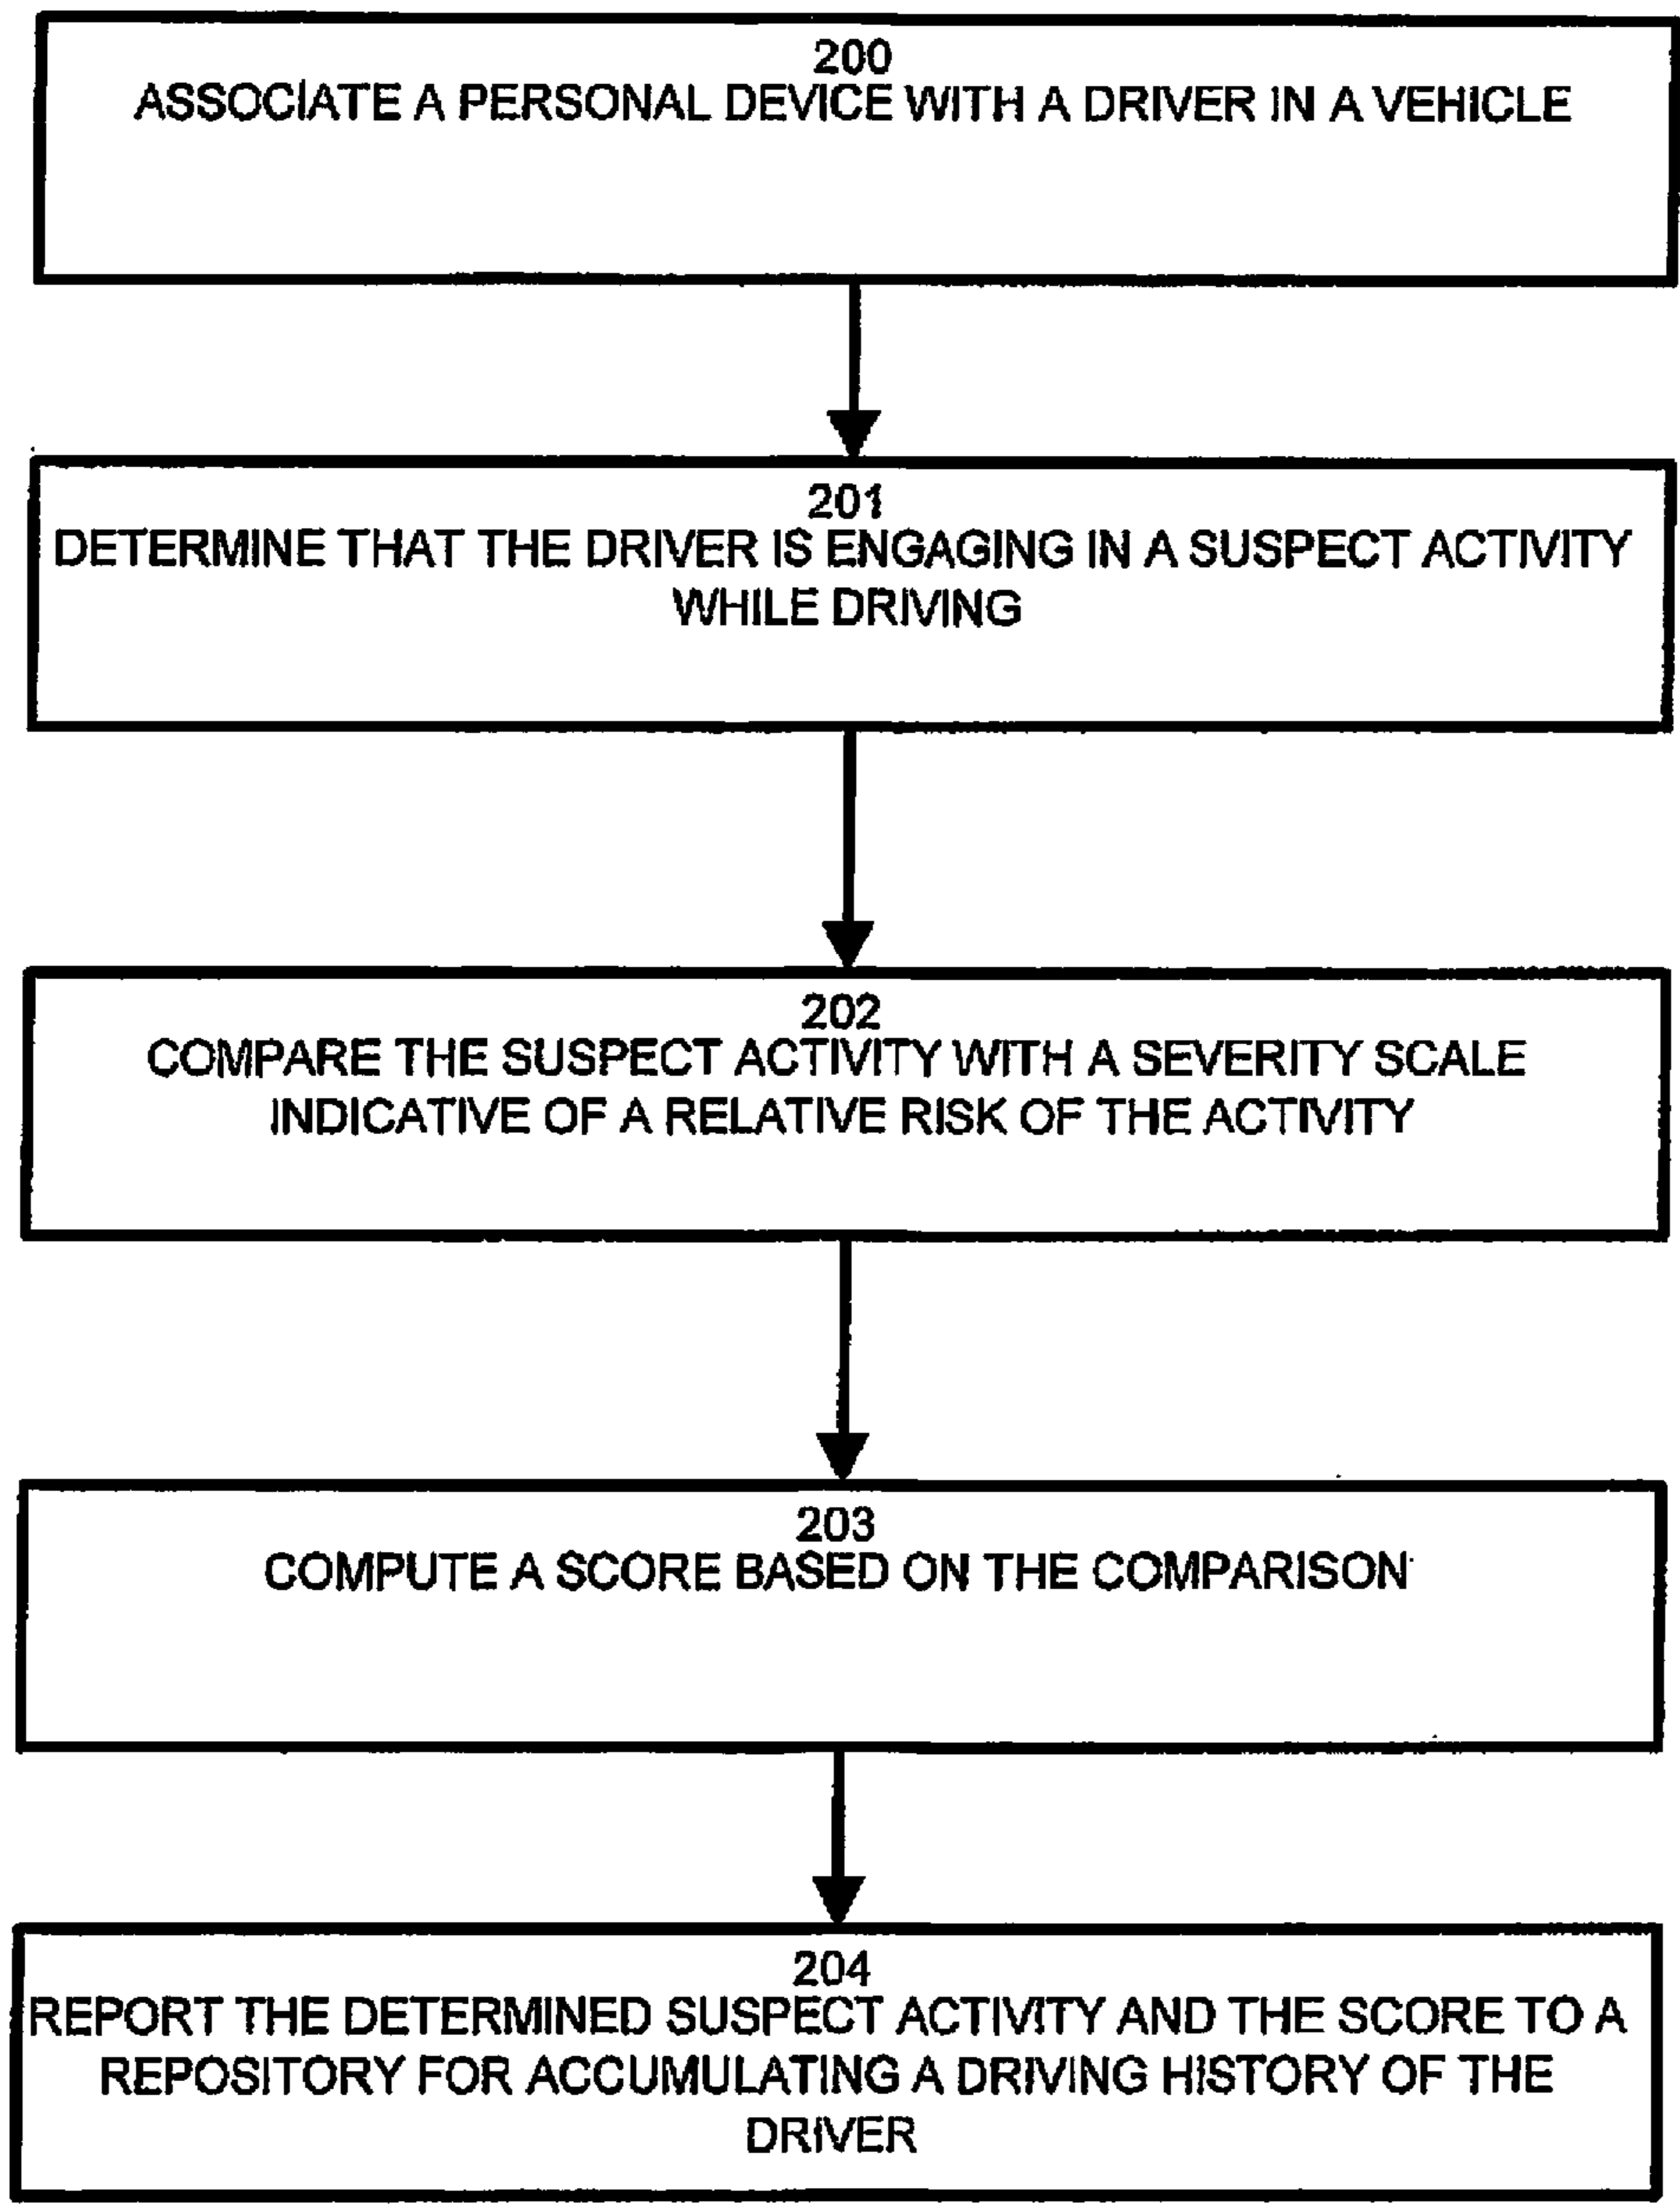 200
ASSOCIATE A PERSONAL DEVICE WITH A DRIVER IN A VEHICLE
201
DETERMINE THAT THE DRIVER IS ENGAGING IN A SUSPECT ACTIVITY
WHILE DRIVING
202
COMPARE THE SUSPECT ACTIVITY WITH A SEVERITY SCALE
INDICATIVE OF A RELATIVE RISK OF THE ACTIVITY
203
COMPUTE A SCORE BASED ON THE COMPARISON
204
REPORT THE DETERMINED SUSPECT ACTIVITY AND THE SCORE TO A
REPOSITORY FOR ACCUMULATING A DRIVING HISTORY OF THE
DRIVER